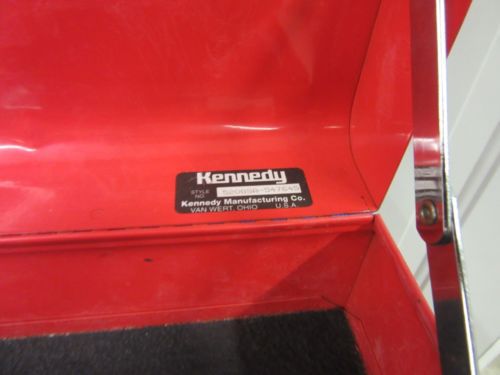 Kennedy
STYLE
NO
Kennedy Manufacturing Co.
VAN WERT, OHIO U.S.A.